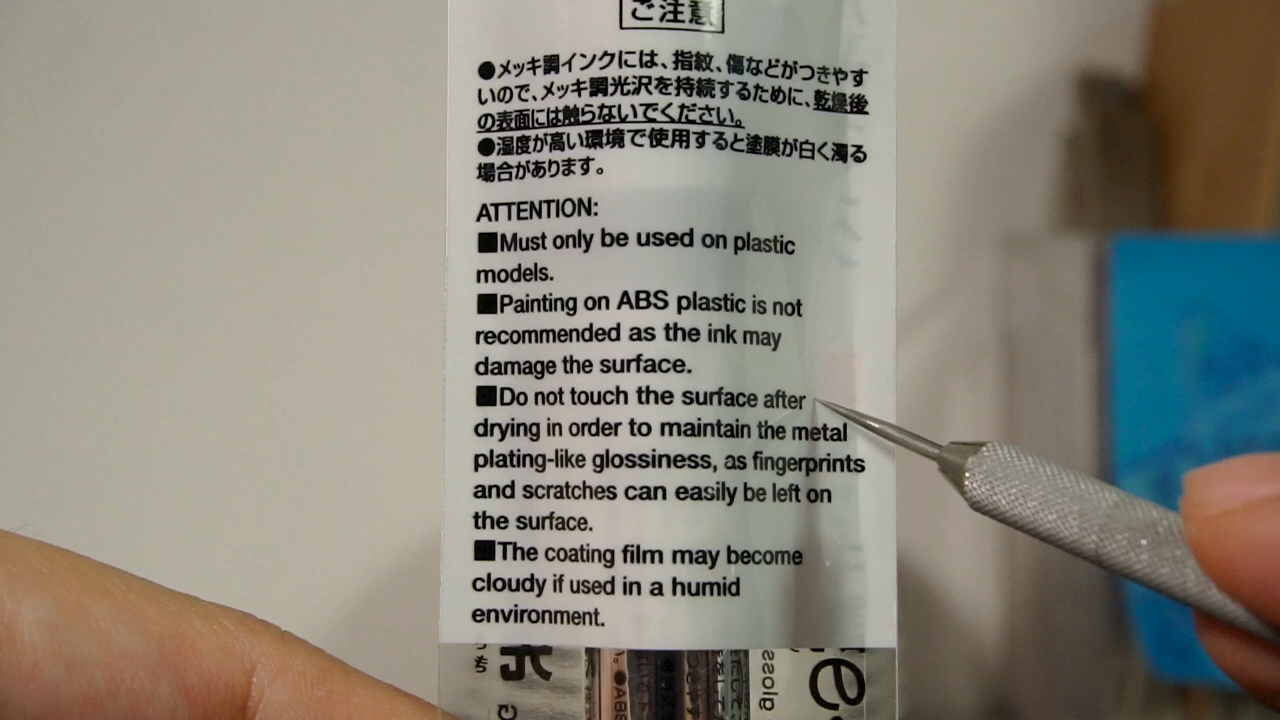 ご注意
●メッキ調インクには、指紋、傷などがつきやす
いので、メッキ調光沢を持続するために、乾燥後
の表面には触らないでください。
●湿度が高い環境で使用すると塗膜が白く濁る
場合があります。
ATTENTION:
■Must only be used on plastic
models.
■Painting on ABS plastic is not
recommended as the ink may
damage the surface.
■Do not touch the surface after
drying in order to maintain the metal
plating-like glossiness, as fingerprints
and scratches can easily be left on
the surface.
■The coating film may become
cloudy if used in a humid
environment.